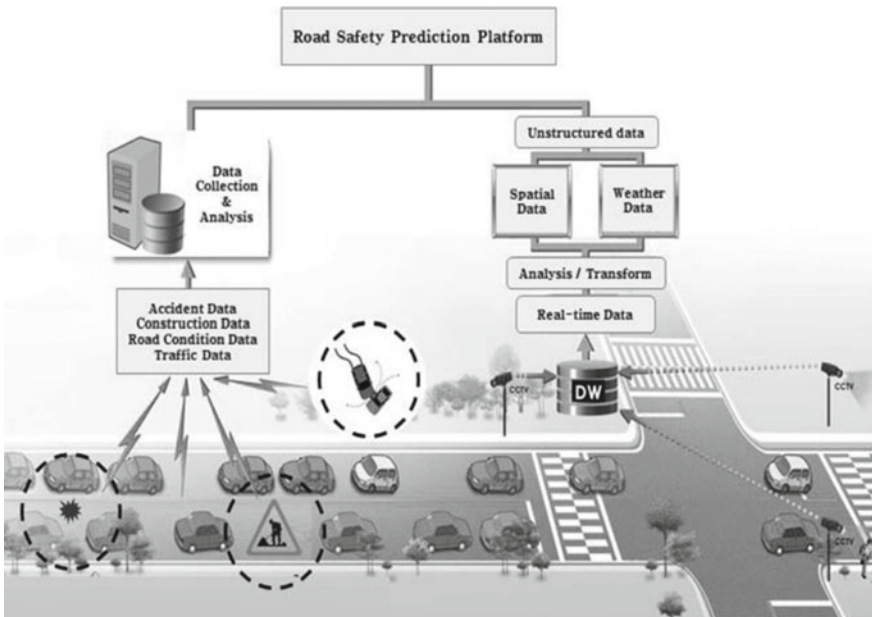 Road Safety Prediction Platform
Data
Collection
&
Analysis
Unstructured data
Spatial
Data
Weather
Data
Analysis / Transform
Real-time Data
Accident Data
Construction Data
Road Condition Data
Traffic Data
CCTV
DW
CCTV
CCTV